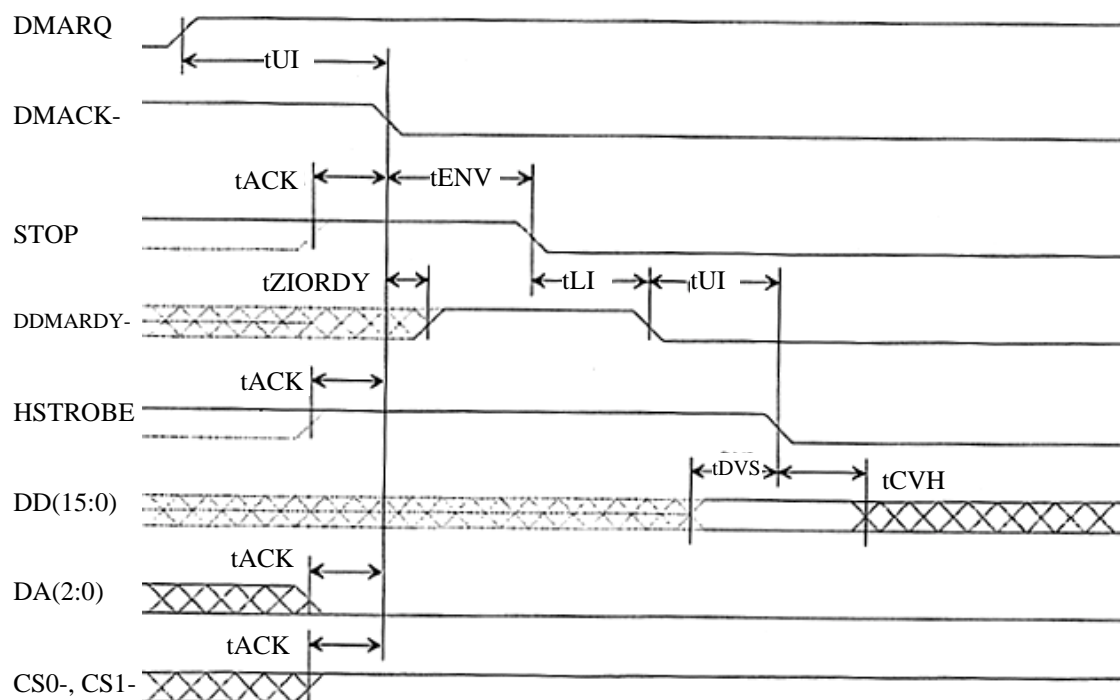 DMARQ
tUI
DMACK-
tACK
tENV
STOP
tZIORDY
tLI
tUI
DDMARDY-
tACK
HSTROBE
tDVS
tCVH
DD(15:0)
tACK
DA(2:0)
tACK
CS0-, CS1-